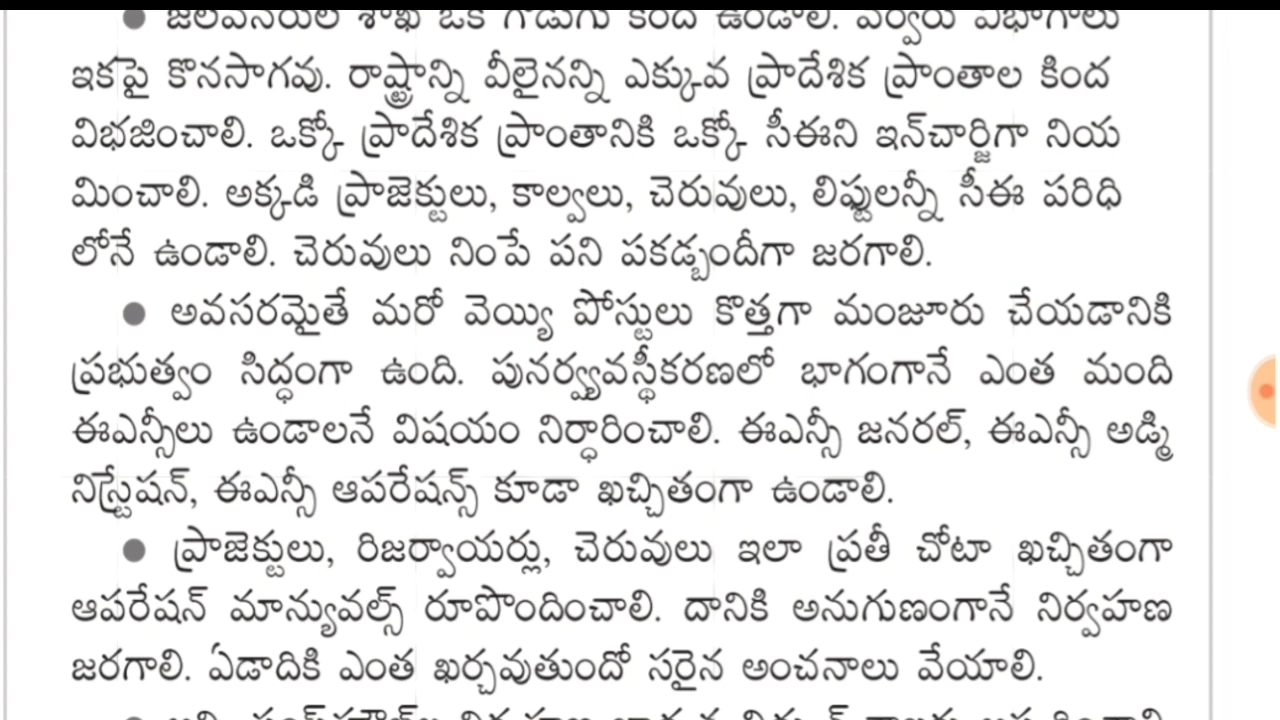 ● జలవనరుల శాఖ ఒకే గొడుగు కింద ఉండాలి. వేర్వేరు విభాగాలు
ఇకపై కొనసాగవు. రాష్ట్రాన్ని వీలైనన్ని ఎక్కువ ప్రాదేశిక ప్రాంతాల కింద
విభజించాలి. ఒక్కో ప్రాదేశిక ప్రాంతానికి ఒక్కో సీఈని ఇన్‌చార్జిగా నియ
మించాలి. అక్కడి ప్రాజెక్టులు, కాల్వలు, చెరువులు, లిఫ్టులన్నీ సీఈ పరిధి
లోనే ఉండాలి. చెరువులు నింపే పని పకడ్బందీగా జరగాలి.
● అవసరమైతే మరో వెయ్యి పోస్టులు కొత్తగా మంజూరు చేయడానికి
ప్రభుత్వం సిద్ధంగా ఉంది. పునర్వ్యవస్థీకరణలో భాగంగానే ఎంత మంది
ఈఎన్సీలు ఉండాలనే విషయం నిర్ధారించాలి. ఈఎన్సీ జనరల్, ఈఎన్సీ అడ్మి
నిస్ట్రేషన్, ఈఎన్సీ ఆపరేషన్స్ కూడా ఖచ్చితంగా ఉండాలి.
● ప్రాజెక్టులు, రిజర్వాయర్లు, చెరువులు ఇలా ప్రతీ చోటా ఖచ్చితంగా
ఆపరేషన్ మాన్యువల్స్ రూపొందించాలి. దానికి అనుగుణంగానే నిర్వహణ
జరగాలి. ఏడాదికి ఎంత ఖర్చవుతుందో సరైన అంచనాలు వేయాలి.